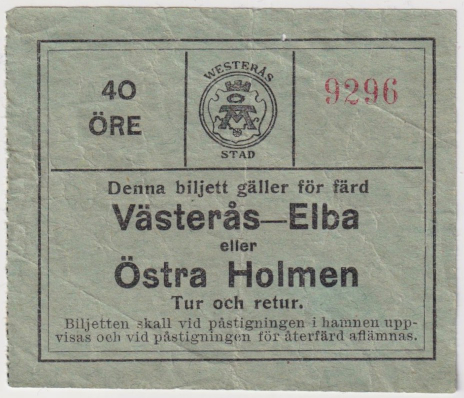 40
ÖRE
WESTERÅS
STAD
9296
Denna biljett gäller för färd
Västerås—Elba
eller
Östra Holmen
Tur och retur.
Biljetten skall vid påstigningen i hamnen upp-
visas och vid påstigningen för återfärd aflämnas.